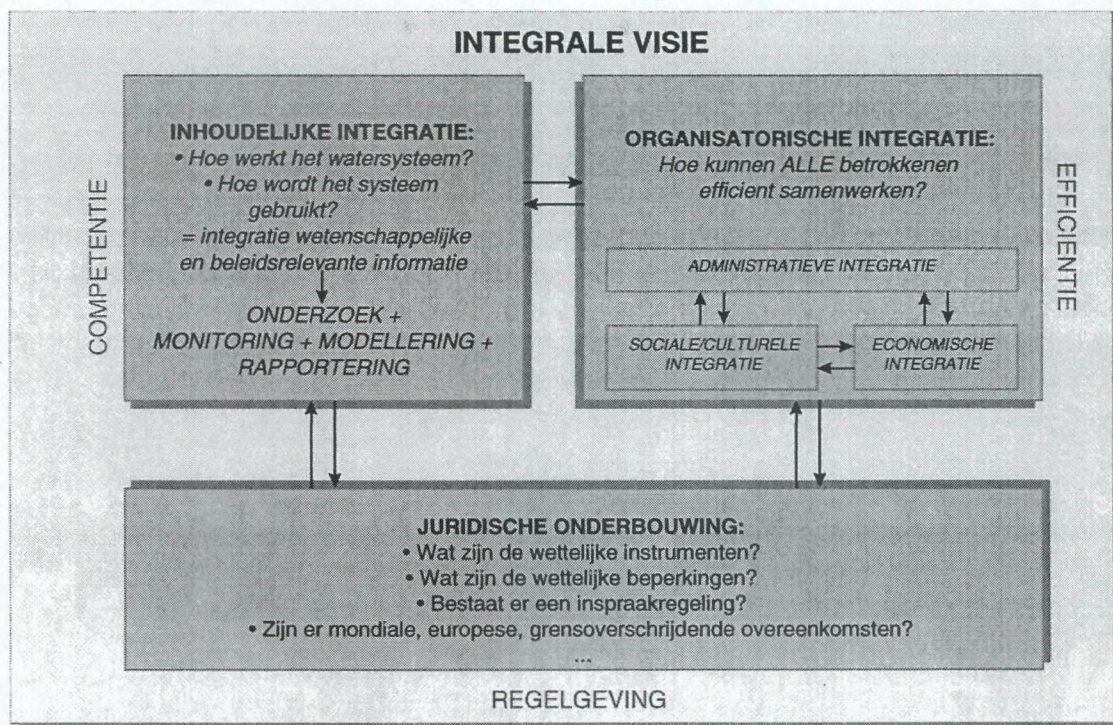 INTEGRALE VISIE
COMPETENTIE
INHOUDELIJKE INTEGRATIE:
• Hoe werkt het watersysteem?
• Hoe wordt het systeem
gebruikt?
= integratie wetenschappelijke
en beleidsrelevante informatie
ONDERZOEK +
MONITORING + MODELLERING +
RAPPORTERING
ORGANISATORISCHE INTEGRATIE:
Hoe kunnen ALLE betrokkenen
efficient samenwerken?
ADMINISTRATIEVE INTEGRATIE
SOCIALE/CULTURELE
INTEGRATIE
ECONOMISCHE
INTEGRATIE
EFFICIENTIE
JURIDISCHE ONDERBOUWING:
• Wat zijn de wettelijke instrumenten?
• Wat zijn de wettelijke beperkingen?
• Bestaat er een inspraakregeling?
• Zijn er mondiale, europese, grensoverschrijdende overeenkomsten?
...
REGELGEVING